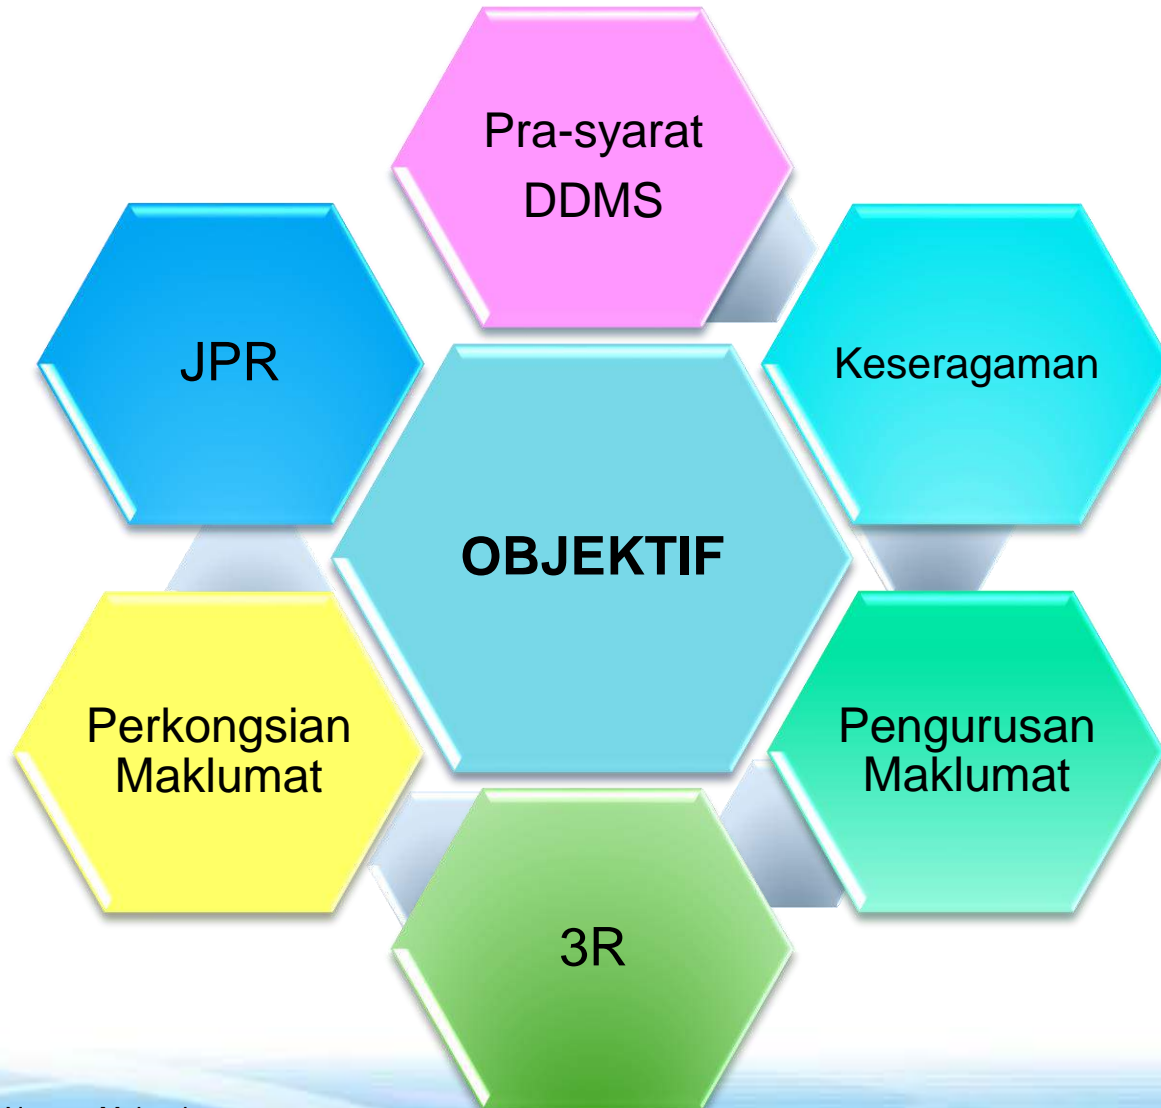 Pra-syarat
DDMS
JPR
Keseragaman
OBJEKTIF
Perkongsian
Maklumat
Pengurusan
Maklumat
3R